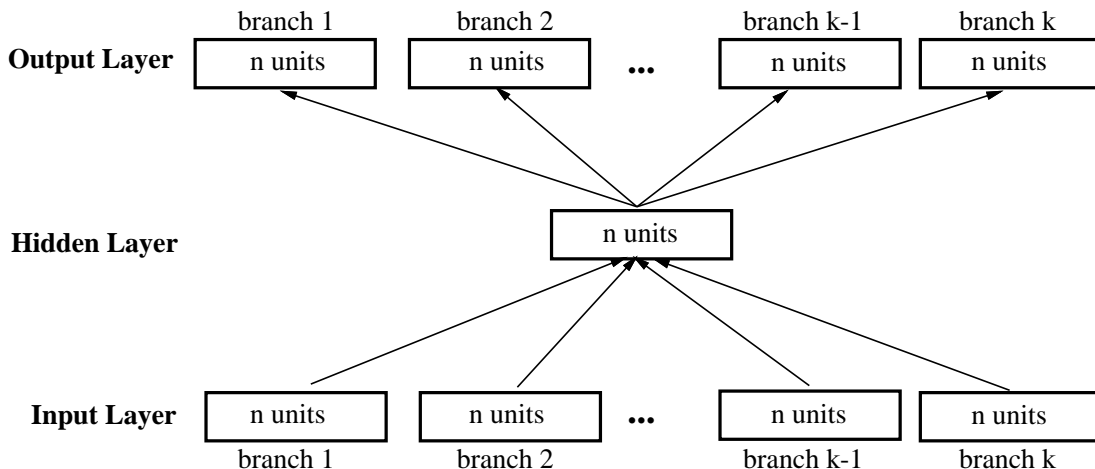 branch 1 branch 2 branch k-1 branch k
Output Layer n units n units ... n units n units
Hidden Layer n units
Input Layer n units n units ... n units n units
branch 1 branch 2 branch k-1 branch k